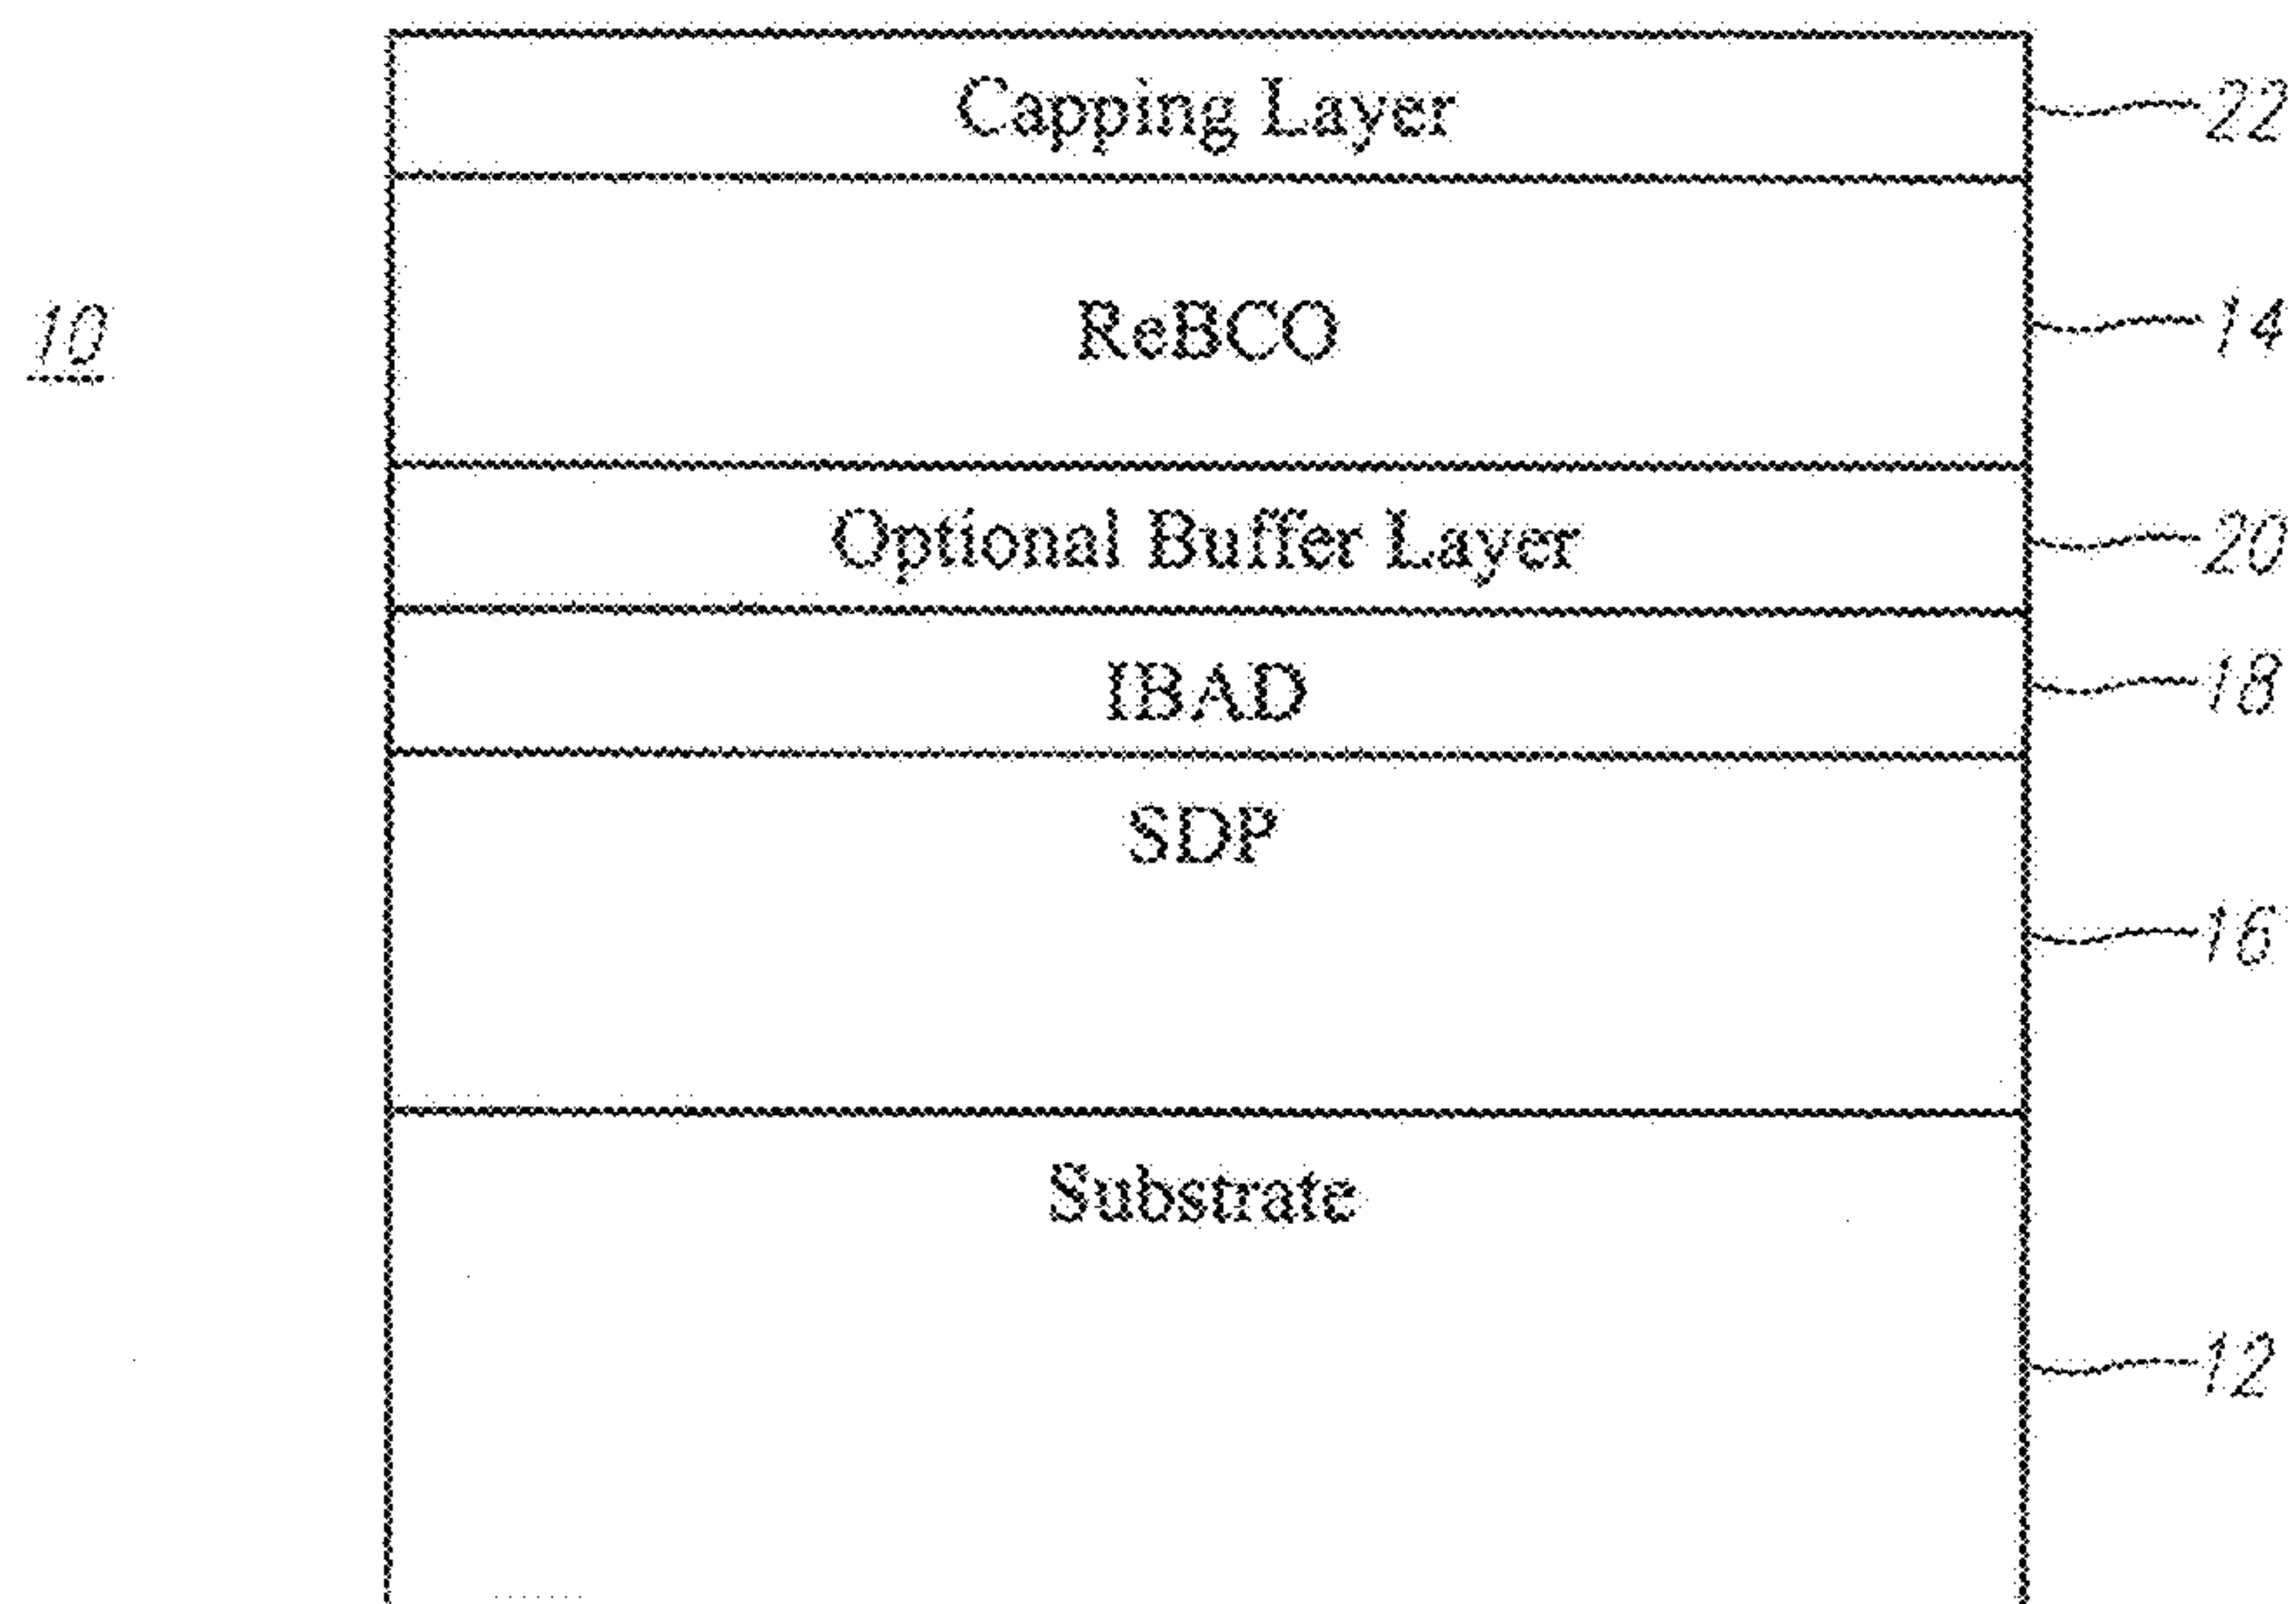 Capping Layer 22
10 ReBCO 14
Optional Buffer Layer 20
IBAD 18
SDP
16
Substrate
12